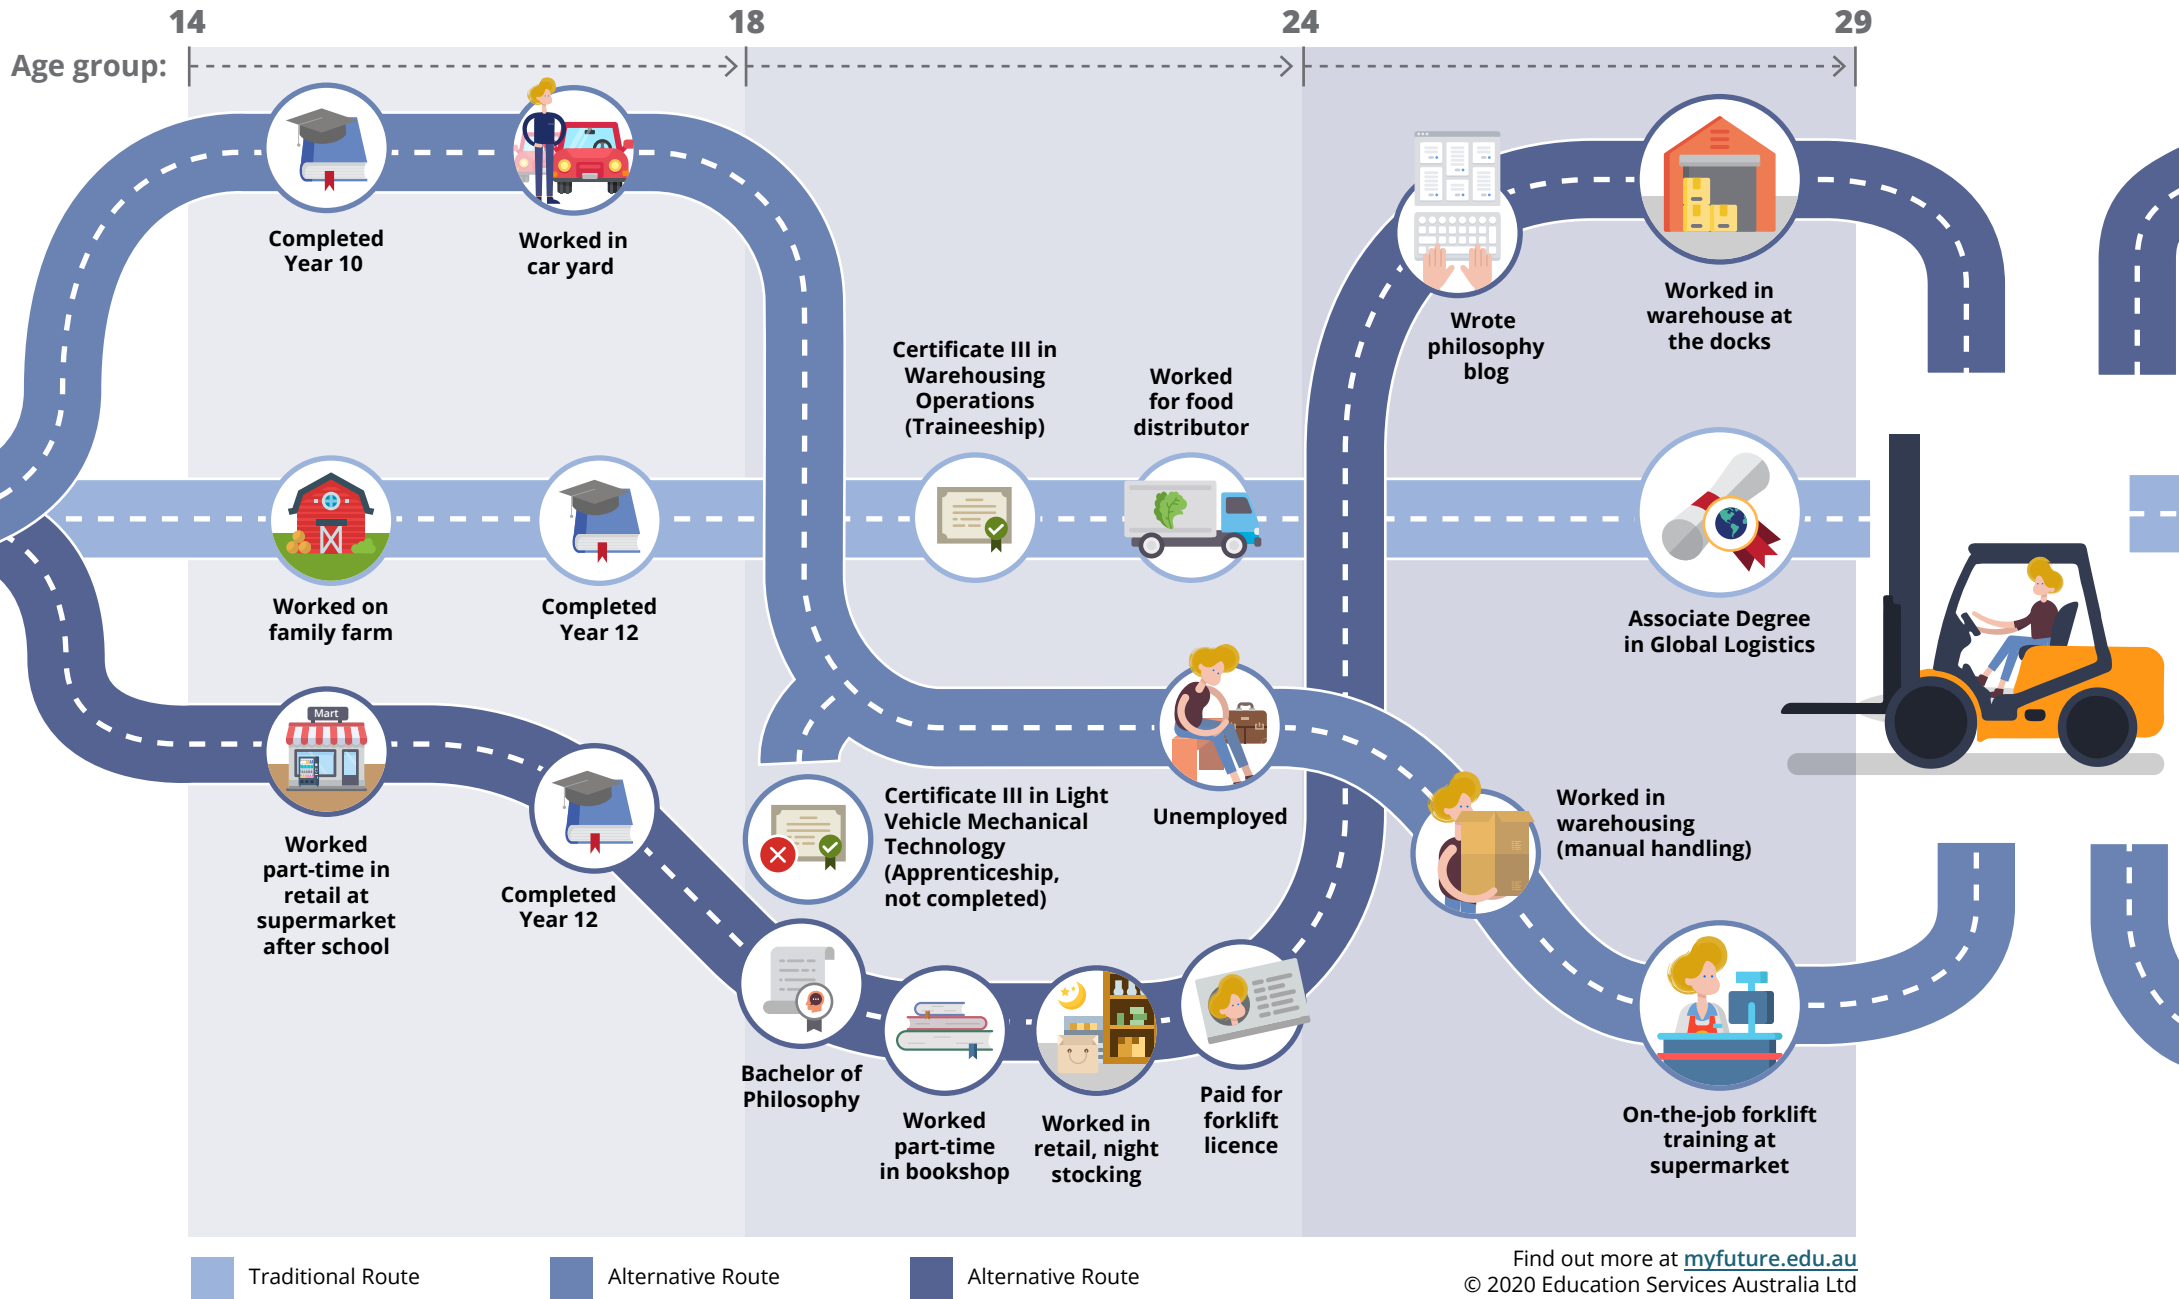 14
18
24
29
Age group:
Completed
Year 10
Worked in
car yard
Certificate III in
Warehousing
Operations
(Traineeship)
Worked
for food
distributor
Wrote
philosophy
blog
Worked in
warehouse at
the docks
Worked on
family farm
Completed
Year 12
Associate Degree
in Global Logistics
Mart
Worked
part-time in
retail at
supermarket
after school
Completed
Year 12
Certificate III in Light
Vehicle Mechanical
Technology
(Apprenticeship,
not completed)
Unemployed
Worked in
warehousing
(manual handling)
Bachelor of
Philosophy
Worked
part-time
in bookshop
Worked in
retail, night
stocking
Paid for
forklift
licence
On-the-job forklift
training at
supermarket
Traditional Route
Alternative Route
Alternative Route
Find out more at myfuture.edu.au
© 2020 Education Services Australia Ltd